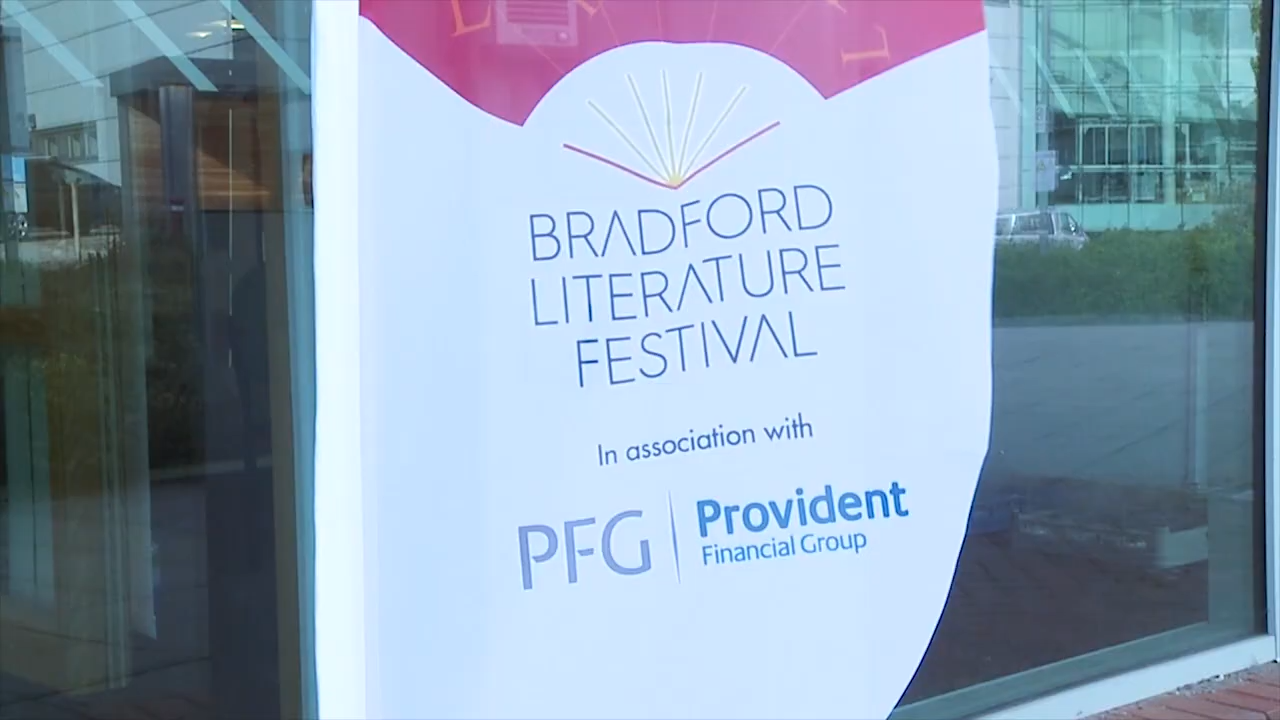 BRADFORD
LITERATURE
FESTIVAL
In association with
PFG
Provident
Financial Group